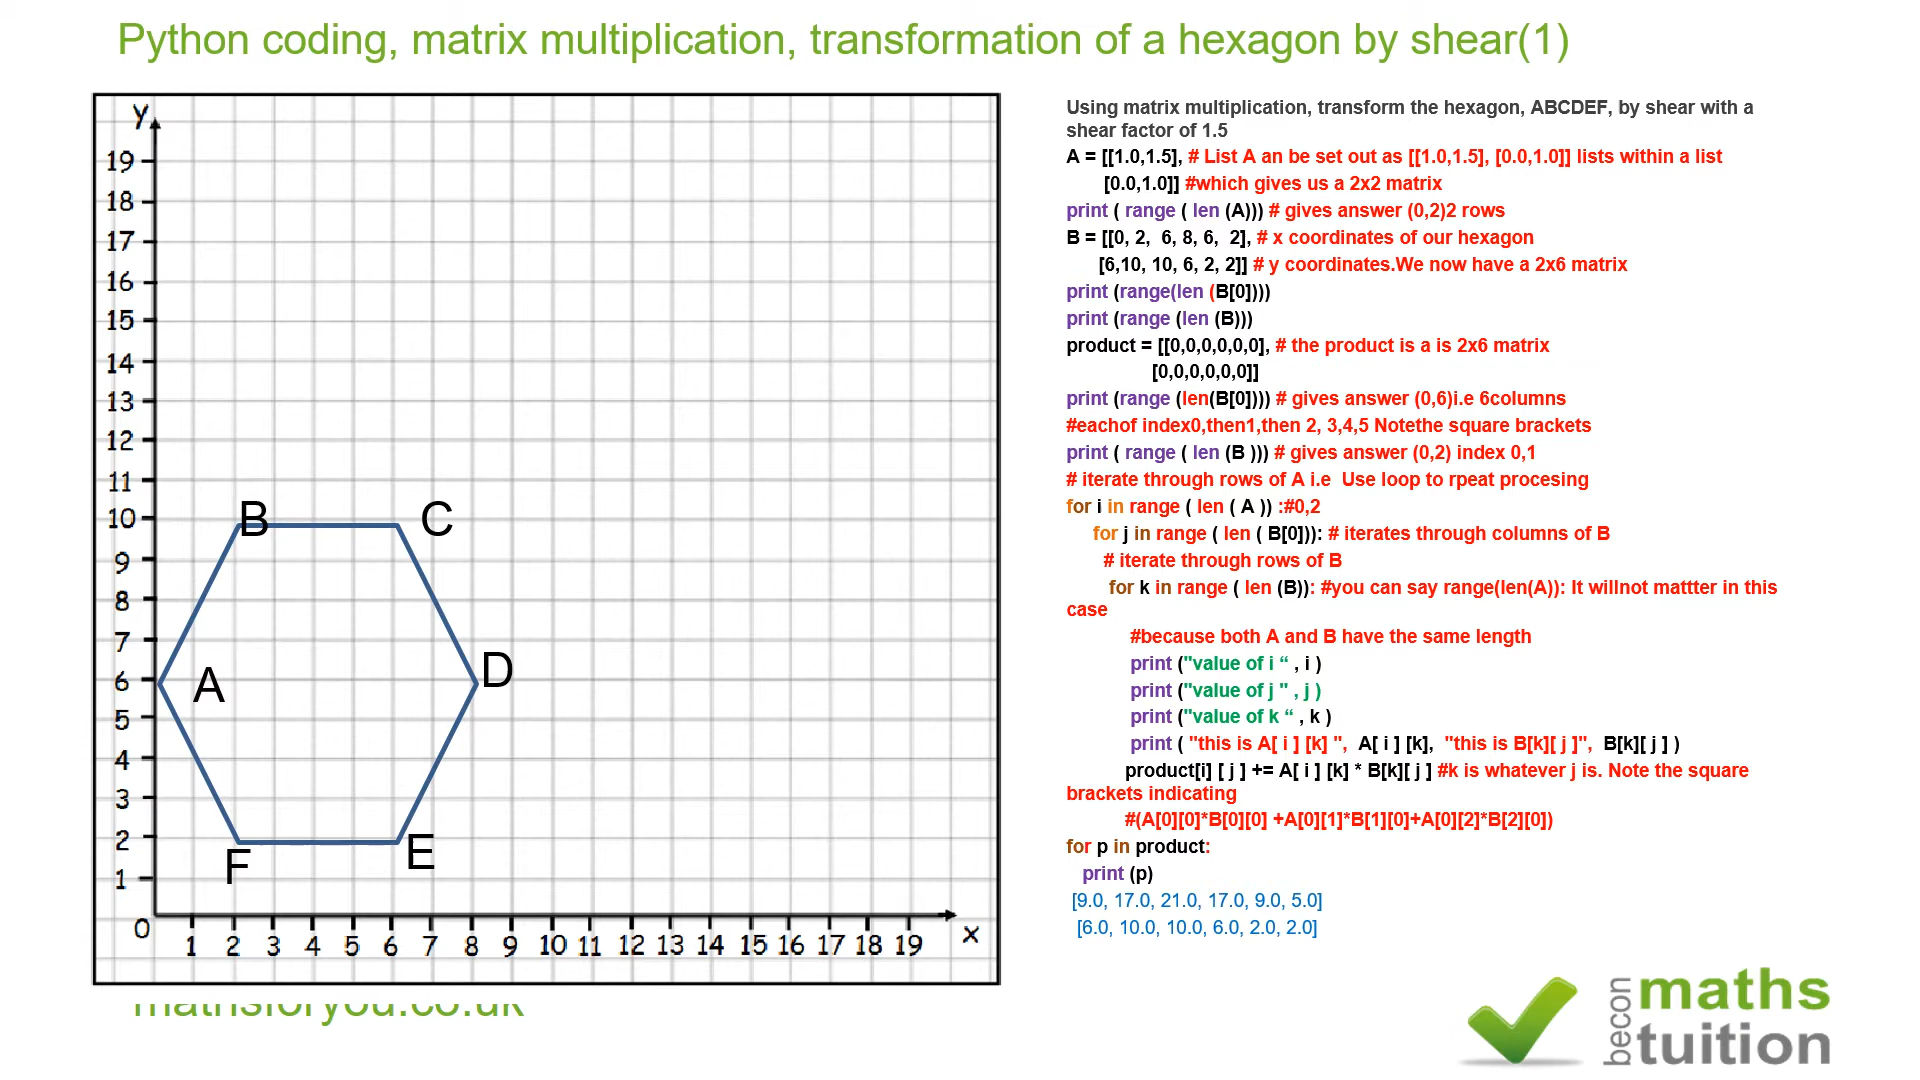 Python coding, matrix multiplication, transformation of a hexagon by shear(1)
y
19
18
17
16
15
14
13
12
11
10
9
8
7
6
5
4
3
2
1
0
B
C
A
D
F
E
1 2 3 4 5 6 7 8 9 10 11 12 13 14 15 16 17 18 19
x
Using matrix multiplication, transform the hexagon, ABCDEF, by shear with a
shear factor of 1.5
A = [[1.0,1.5], # List A an be set out as [[1.0,1.5], [0.0,1.0]] lists within a list
[0.0,1.0]] #which gives us a 2x2 matrix
print ( range ( len (A))) # gives answer (0,2)2 rows
B = [[0, 2, 6, 8, 6, 2], # x coordinates of our hexagon
[6,10, 10, 6, 2, 2]] # y coordinates.We now have a 2x6 matrix
print (range(len (B[0])))
print (range (len (B)))
product = [[0,0,0,0,0,0], # the product is a is 2x6 matrix
[0,0,0,0,0,0]]
print (range (len(B[0]))) # gives answer (0,6)i.e 6columns
#eachof index0,then1,then 2, 3,4,5 Notethe square brackets
print ( range ( len (B ))) # gives answer (0,2) index 0,1
# iterate through rows of A i.e Use loop to rpeat procesing
for i in range ( len ( A )) :#0,2
for j in range ( len ( B[0])): # iterates through columns of B
# iterate through rows of B
for k in range ( len (B)): #you can say range(len(A)): It willnot mattter in this
case
#because both A and B have the same length
print ("value of i “ , i )
print ("value of j " , j )
print ("value of k “ , k )
print ( "this is A[ i ] [k] ", A[ i ] [k], "this is B[k][ j ]", B[k][ j ] )
product[i] [ j ] += A[ i ] [k] * B[k][ j ] #k is whatever j is. Note the square
brackets indicating
#(A[0][0]*B[0][0] +A[0][1]*B[1][0]+A[0][2]*B[2][0])
for p in product:
print (p)
[9.0, 17.0, 21.0, 17.0, 9.0, 5.0]
[6.0, 10.0, 10.0, 6.0, 2.0, 2.0]
mathsforyou.co.uk
becon
maths
tuition